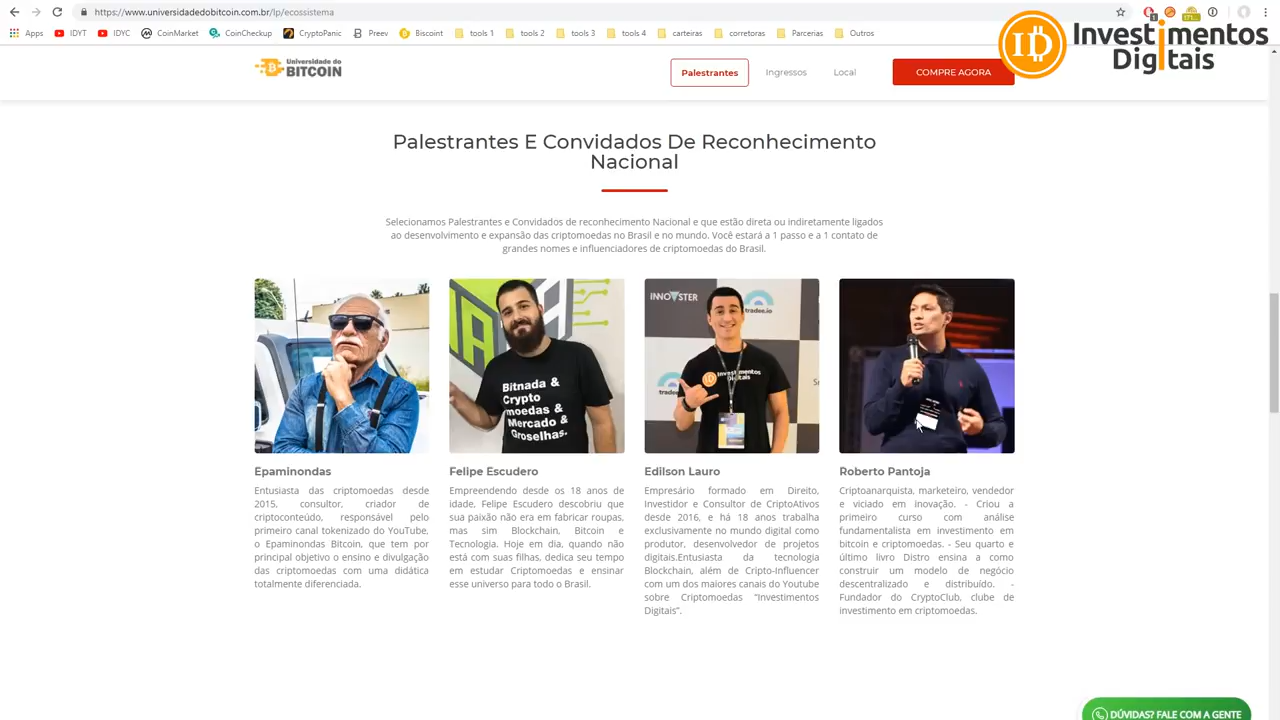 https://www.universidadedobitcoin.com.br/lp/ecossistema
Apps IDYT IDYC CoinMarket CoinCheckup CryptoPanic Preev Biscoint tools 1 tools 2 tools 3 tools 4 carteiras corretoras Parcerias Outros
ID Investimentos
Digitais
Universidade do
BITCOIN
Palestrantes Ingressos Local COMPRE AGORA
Palestrantes E Convidados De Reconhecimento
Nacional
Selecionamos Palestrantes e Convidados de reconhecimento Nacional e que estão direta ou indiretamente ligados
ao desenvolvimento e expansão das criptomoedas no Brasil e no mundo. Você estará a 1 passo e a 1 contato de
grandes nomes e influenciadores de criptomoedas do Brasil.
Bitnada &
Crypto
moedas &
Mercado &
Groselhas.
INNOVSTER
trade.io
ID Investimentos
Digitais
Epaminondas
Entusiasta das criptomoedas desde
2015, consultor, criador de
criptoconteúdo, responsável pelo
primeiro canal tokenizado do YouTube,
o Epaminondas Bitcoin, que tem por
principal objetivo o ensino e divulgação
das criptomoedas com uma didática
totalmente diferenciada.
Felipe Escudero
Empreendendo desde os 18 anos de
idade, Felipe Escudero descobriu que
sua paixão não era em fabricar roupas,
mas sim Blockchain, Bitcoin e
Tecnologia. Hoje em dia, quando não
está com suas filhas, dedica seu tempo
em estudar Criptomoedas e ensinar
esse universo para todo o Brasil.
Edilson Lauro
Empresário formado em Direito,
Investidor e Consultor de CriptoAtivos
desde 2016, e há 18 anos trabalha
exclusivamente no mundo digital como
produtor, desenvolvedor de projetos
digitais.Entusiasta da tecnologia
Blockchain, além de Cripto-Influencer
com um dos maiores canais do Youtube
sobre Criptomoedas "Investimentos
Digitais".
Roberto Pantoja
Criptoanarquista, marketeiro, vendedor
e viciado em inovação. - Criou a
primeiro curso com análise
fundamentalista em investimento em
bitcoin e criptomoedas. - Seu quarto e
último livro Distro ensina a como
construir um modelo de negócio
descentralizado e distribuído. -
Fundador do CryptoClub, clube de
investimento em criptomoedas.
DÚVIDAS? FALE COM A GENTE